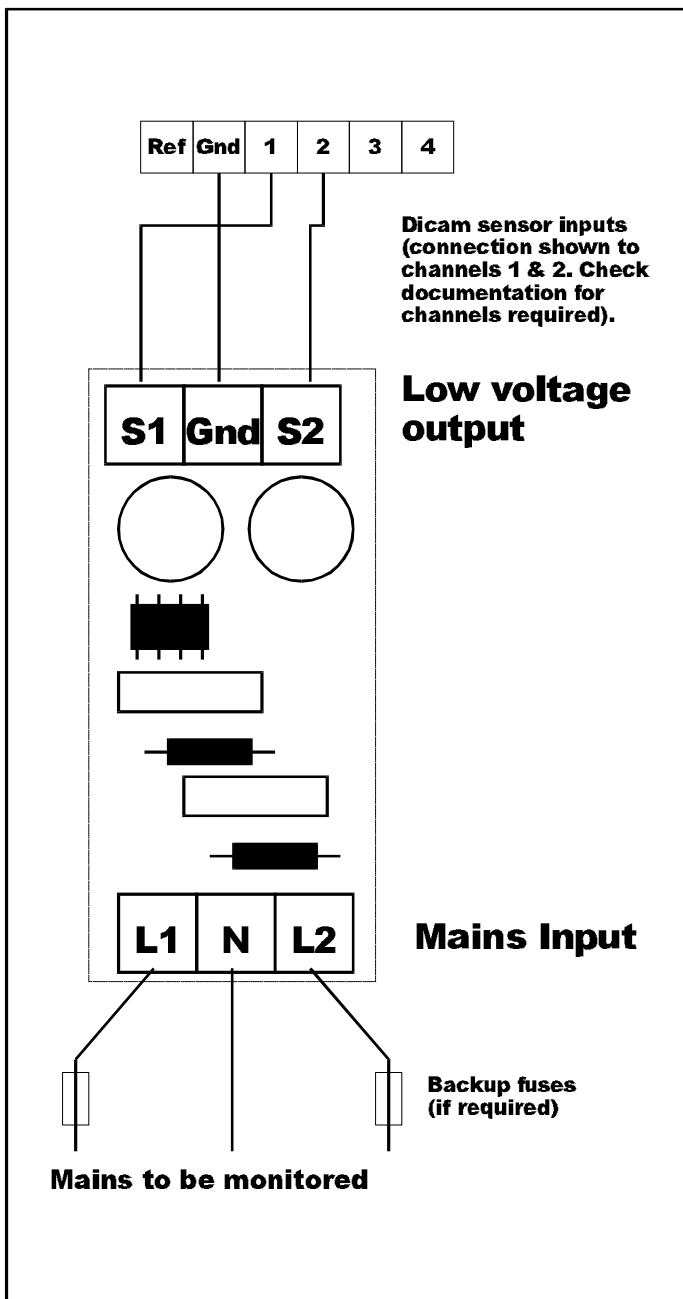 Ref Gnd 1 2 3 4
Dicam sensor inputs
(connection shown to
channels 1 & 2. Check
documentation for
channels required).
Low voltage
output
S1 Gnd S2
L1 N L2
Mains Input
Backup fuses
(if required)
Mains to be monitored